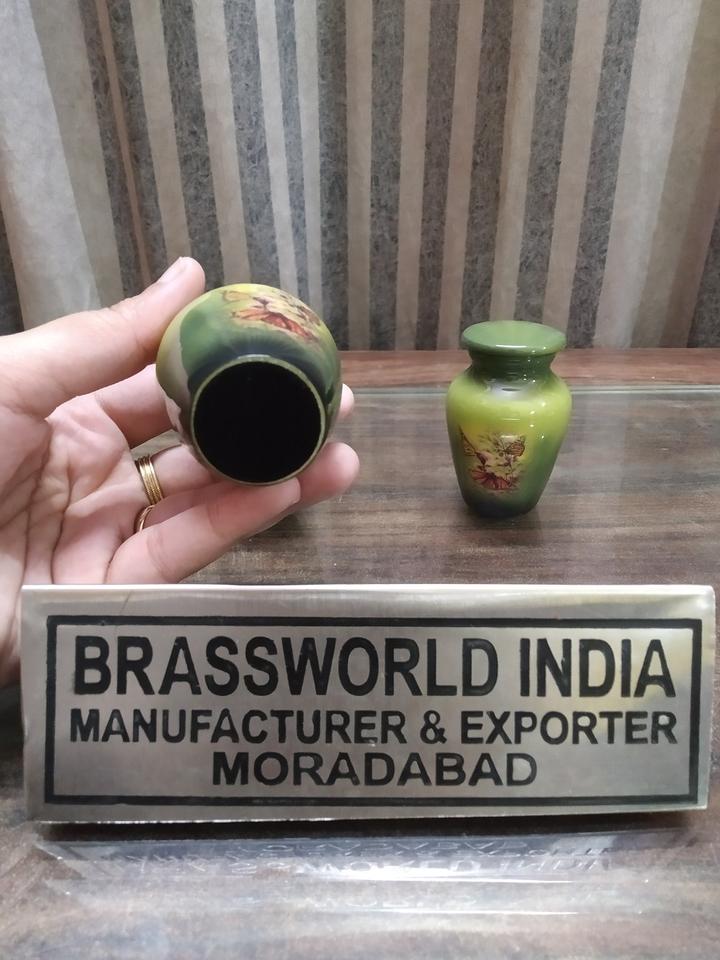 BRASSWORLD INDIA
MANUFACTURER & EXPORTER
MORADABAD